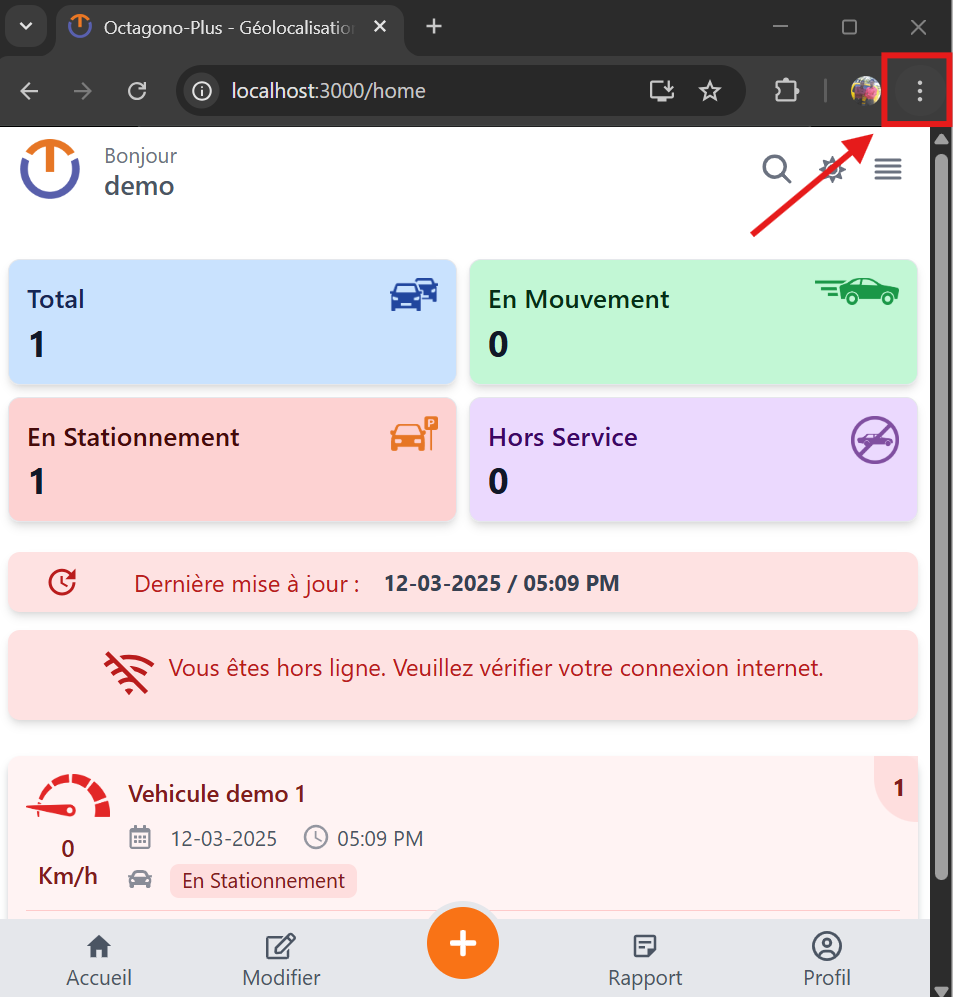 Octagono-Plus - Géolocalisation
localhost:3000/home
Bonjour
demo
Total
1
En Mouvement
0
En Stationnement
1
P
Hors Service
0
Dernière mise à jour : 12-03-2025 / 05:09 PM
Vous êtes hors ligne. Veuillez vérifier votre connexion internet.
Vehicule demo 1
1
12-03-2025 05:09 PM
0
Km/h
En Stationnement
Accueil
Modifier
Rapport
Profil